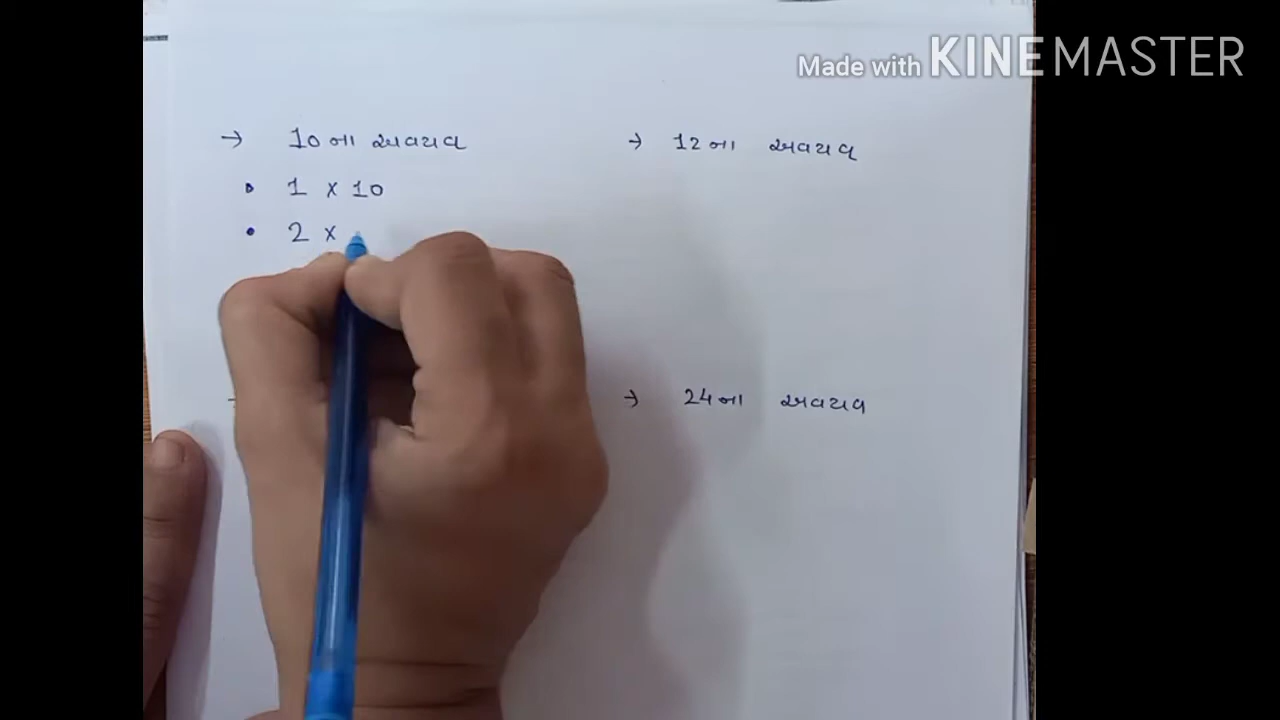 Made with KINEMASTER
→ 10ના અવયવ
• 1 × 10
• 2 ×
→ 12ના અવયવ
→ 24ના અવયવ